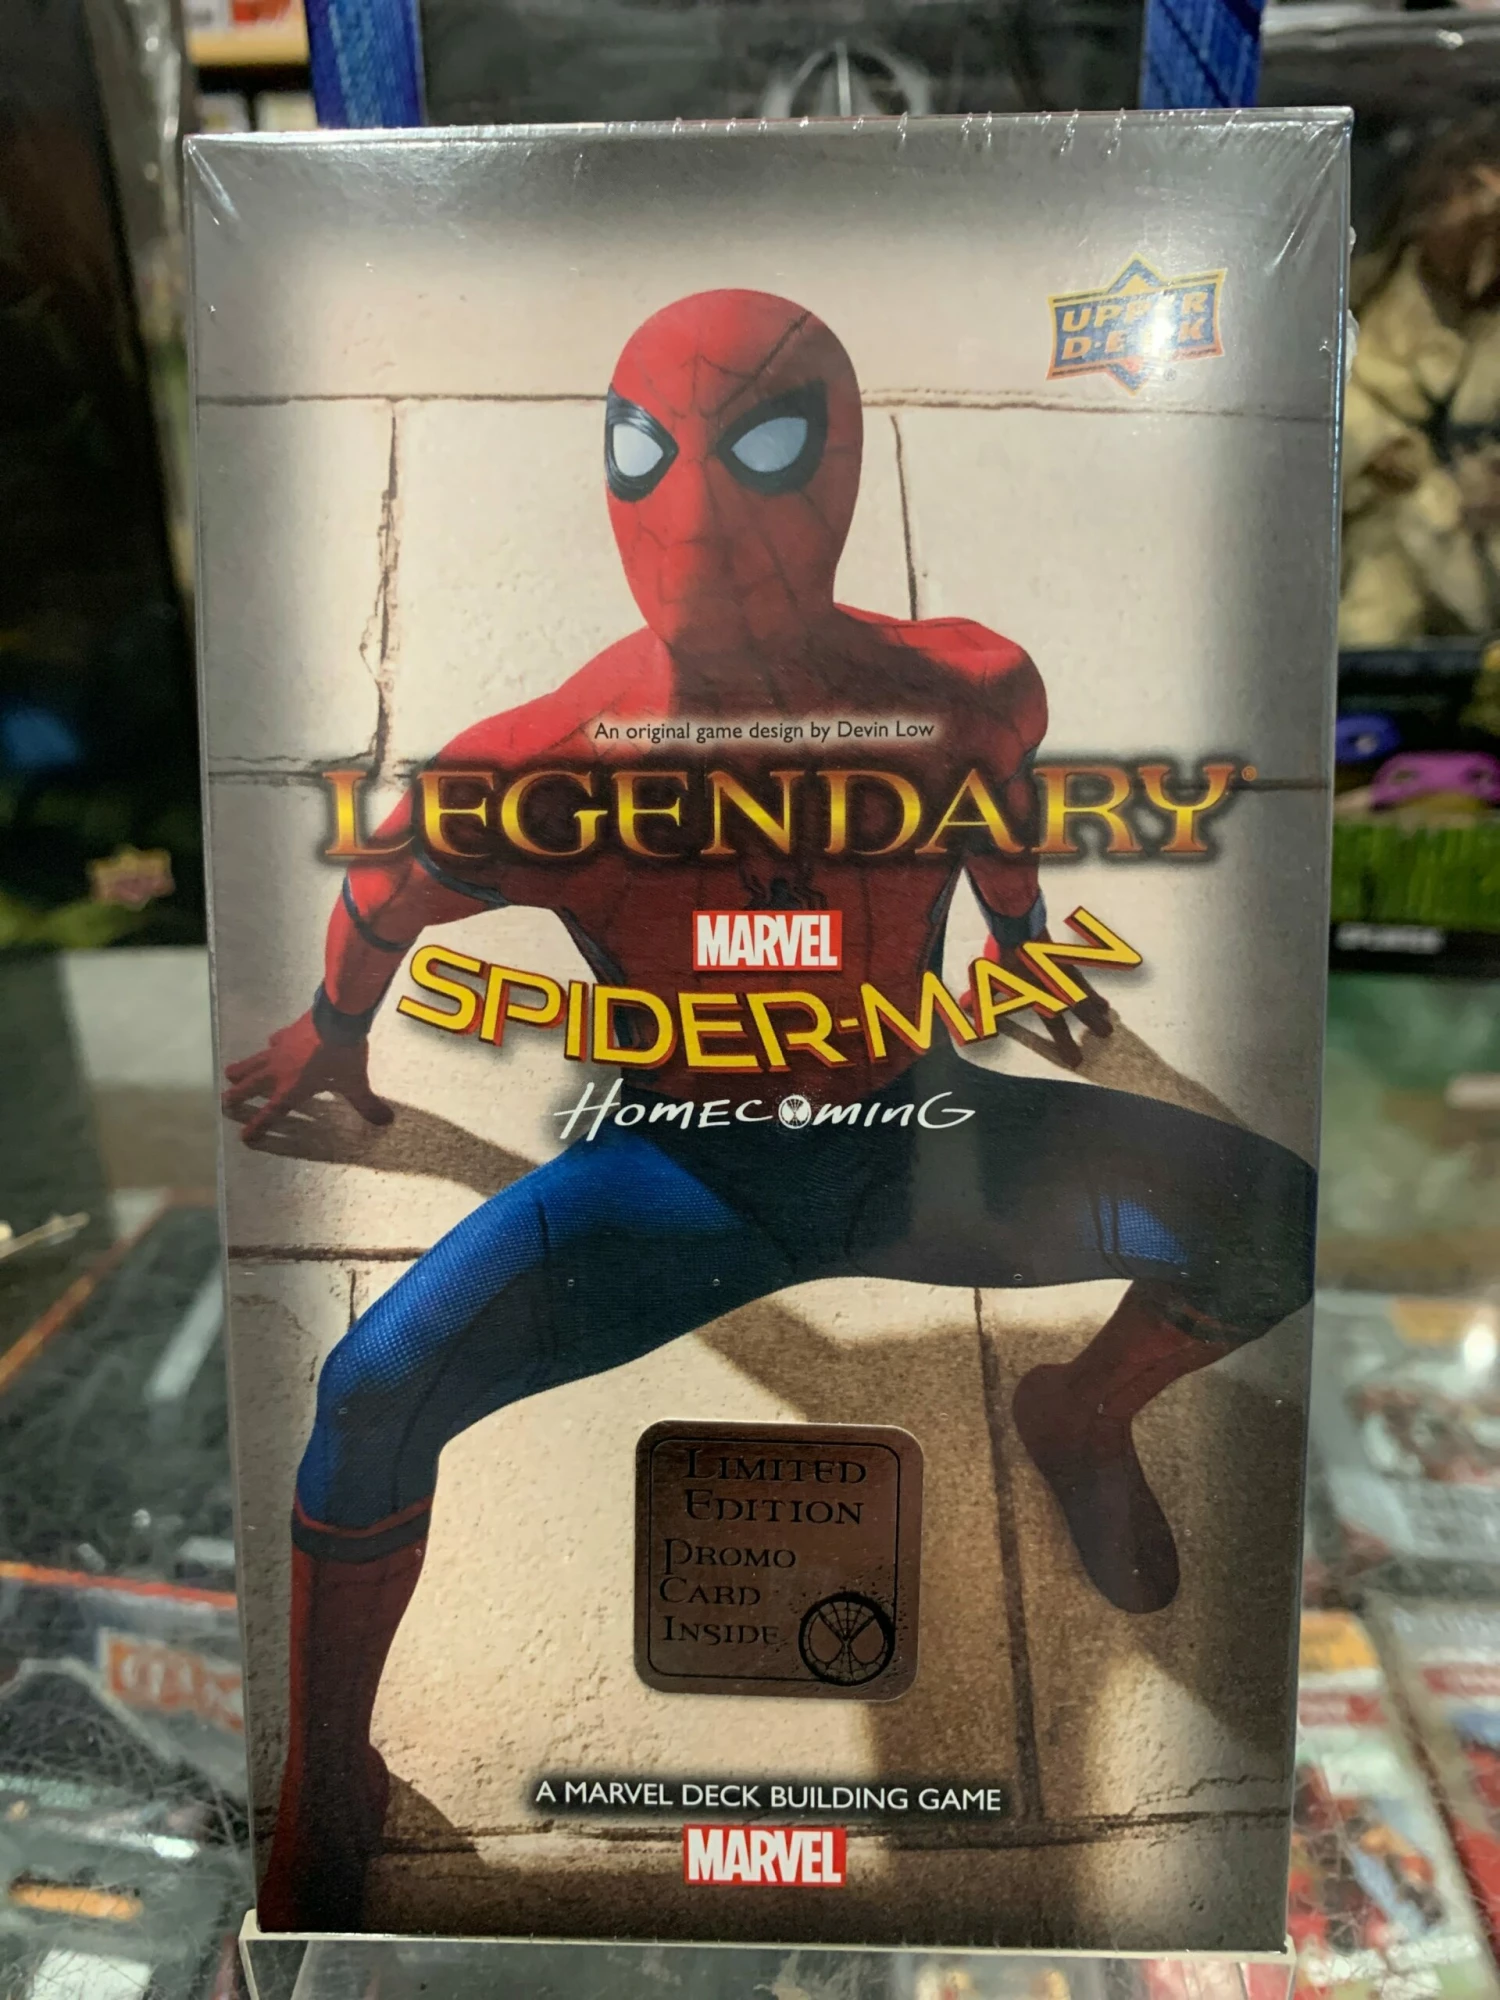 UPPER
D·E·CK
An original game design by Devin Low
LEGENDARY®
MARVEL
SPIDER-MAN
HOMECOMING
LIMITED
EDITION
PROMO
CARD
INSIDE
A MARVEL DECK BUILDING GAME
MARVEL